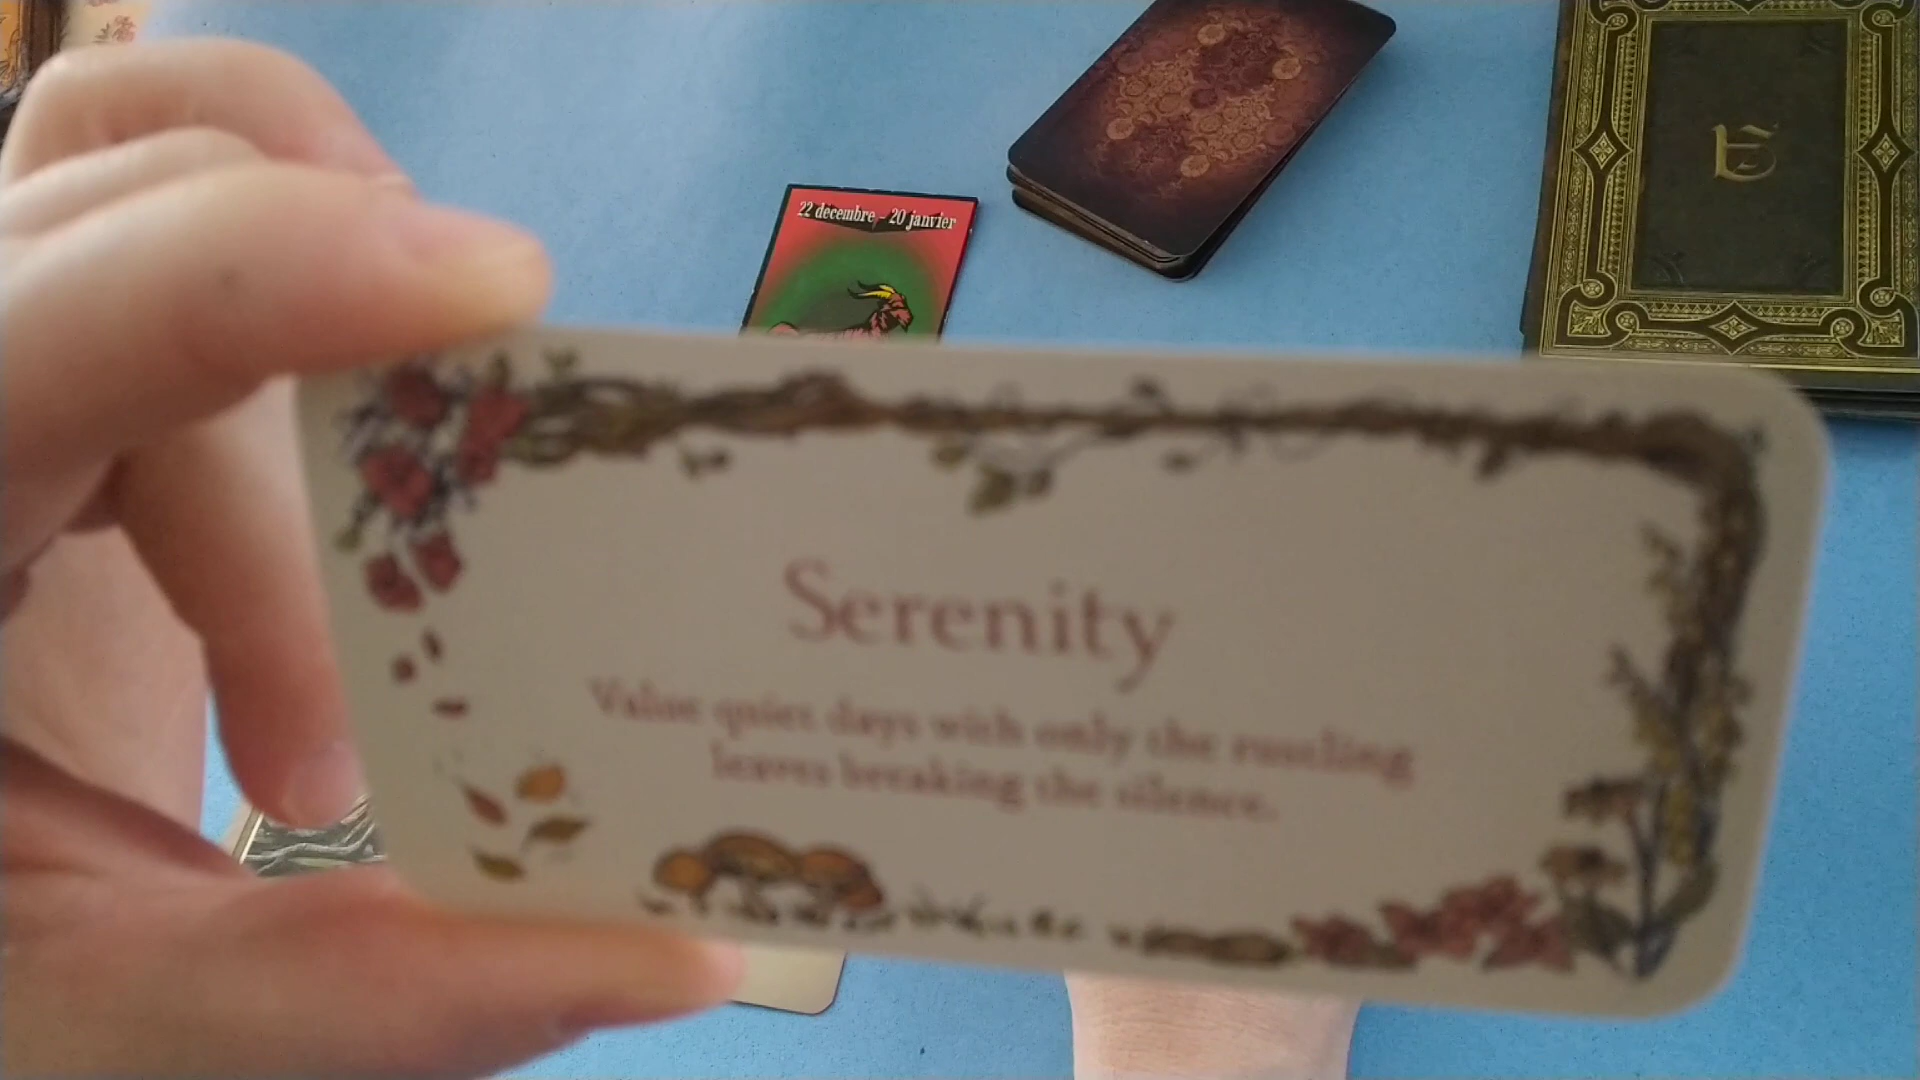 22 decembre - 20 janvier
Serenity
Value quiet days with only the rustling
leaves breaking the silence.